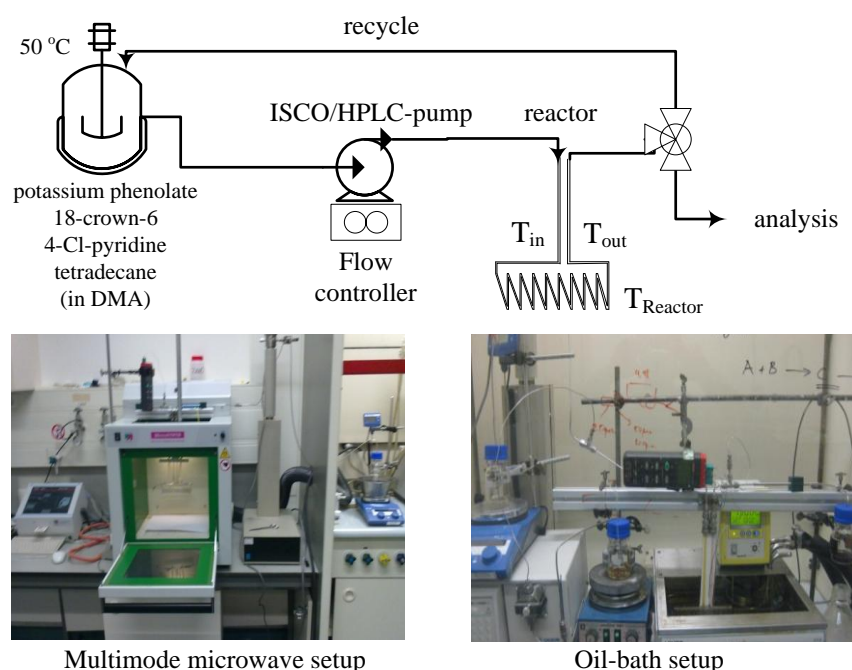 recycle
50 °C
ISCO/HPLC-pump
reactor
potassium phenolate
18-crown-6
4-Cl-pyridine
tetradecane
(in DMA)
T_in
T_out
analysis
Flow
controller
T_Reactor
A + B → C
Multimode microwave setup
Oil-bath setup